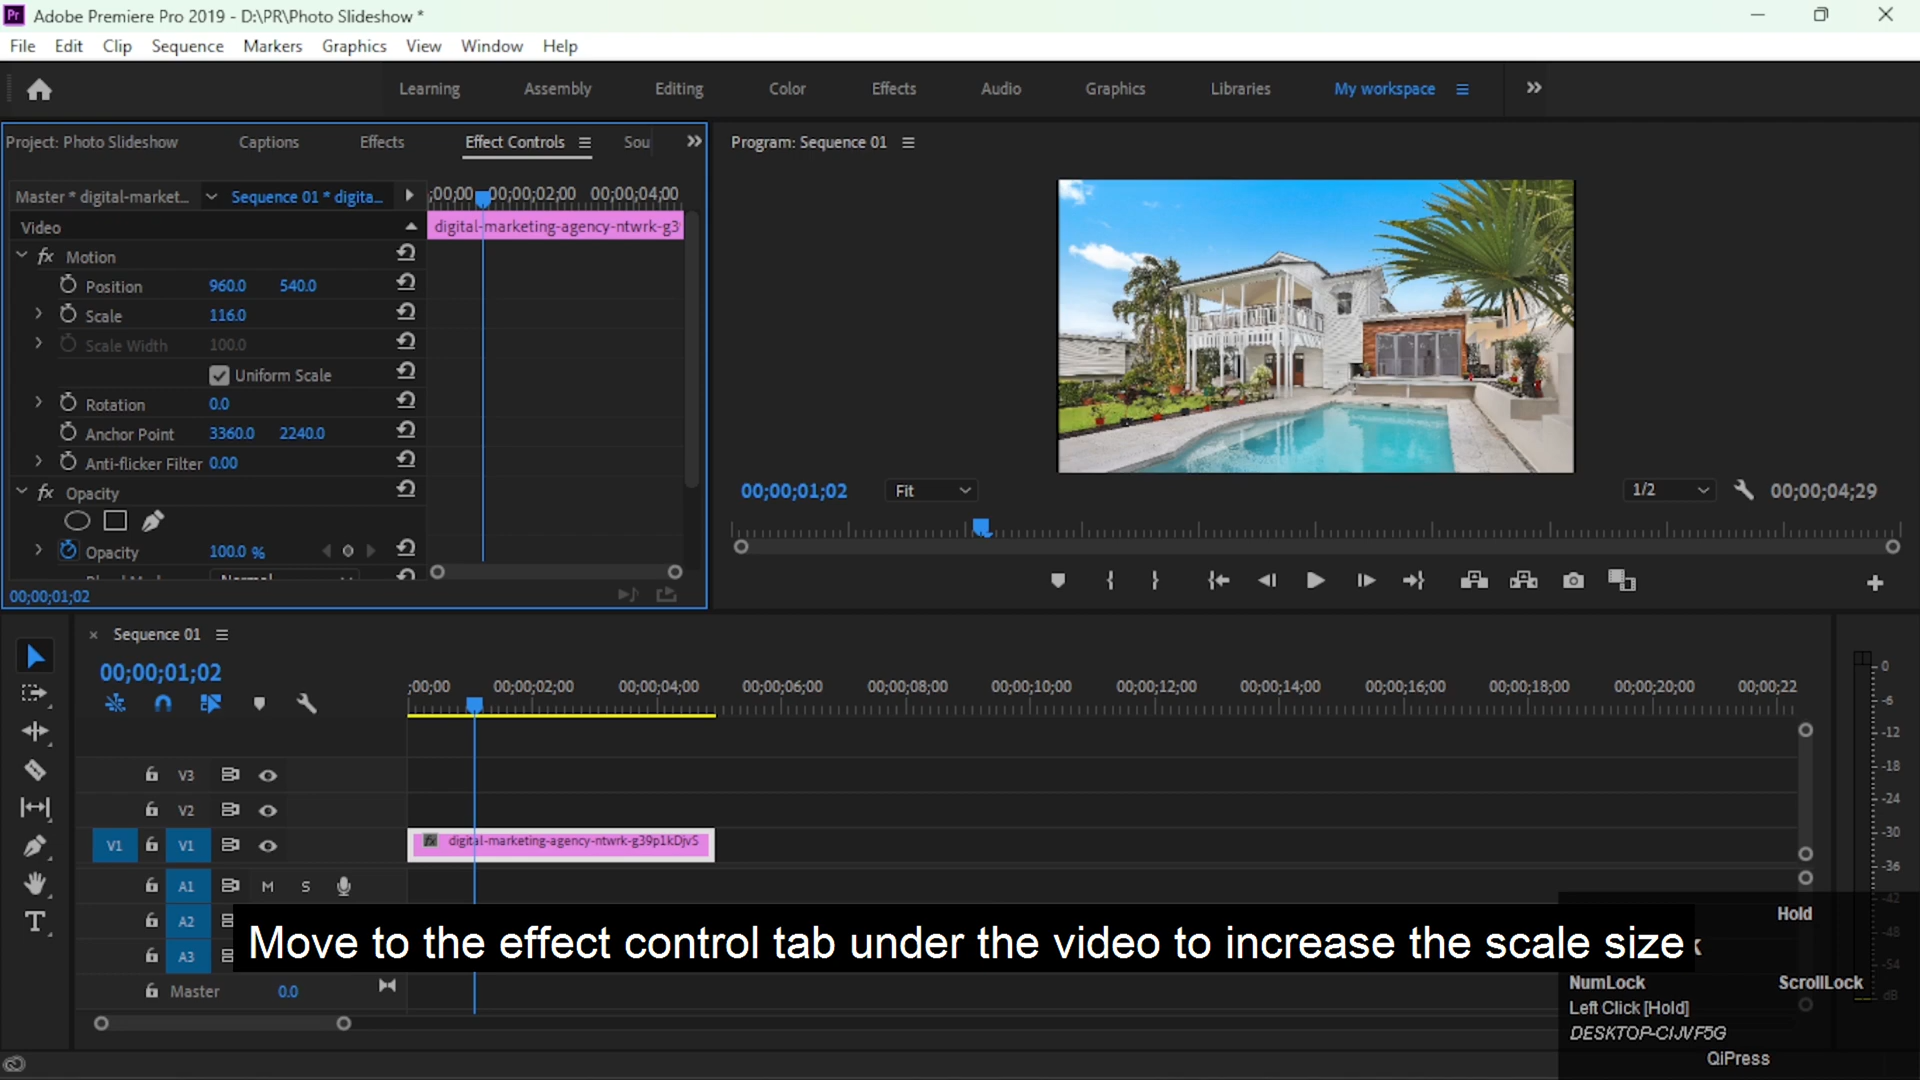 Adobe Premiere Pro 2019 - D:\PR\Photo Slideshow *
File Edit Clip Sequence Markers Graphics View Window Help
Learning Assembly Editing Color Effects Audio Graphics Libraries My workspace
Project: Photo Slideshow Captions Effects Effect Controls Sou
Program: Sequence 01
Master * digital-market... Sequence 01 * digita...
;00;00 00;00;02;00 00;00;04;00
Video
digital-marketing-agency-ntwrk-g3
fx Motion
Position 960.0 540.0
Scale 116.0
Scale Width 100.0
Uniform Scale
Rotation 0.0
Anchor Point 3360.0 2240.0
Anti-flicker Filter 0.00
fx Opacity
Opacity 100.0 %
00;00;01;02
00;00;01;02 Fit 1/2 00;00;04;29
Sequence 01
00;00;01;02
;00;00 00;00;02;00 00;00;04;00 00;00;06;00 00;00;08;00 00;00;10;00 00;00;12;00 00;00;14;00 00;00;16;00 00;00;18;00 00;00;20;00 00;00;22
V3
V2
V1 V1 fx digital-marketing-agency-ntwrk-g39p1kDjvS
A1 M S
A2
A3
Master 0.0
0
-6
-12
-18
-24
-30
-36
-42
-48
-54
dB
Move to the effect control tab under the video to increase the scale size
Hold
NumLock ScrollLock
Left Click [Hold]
DESKTOP-CIJVF5G
QiPress